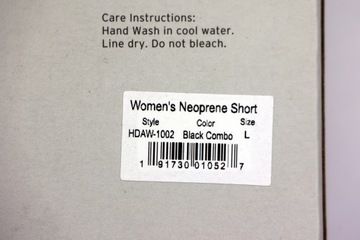 Care Instructions:
Hand Wash in cool water.
Line dry. Do not bleach.
Women's Neoprene Short
Style Color Size
HDAW-1002 Black Combo L
1 91730 01052 7